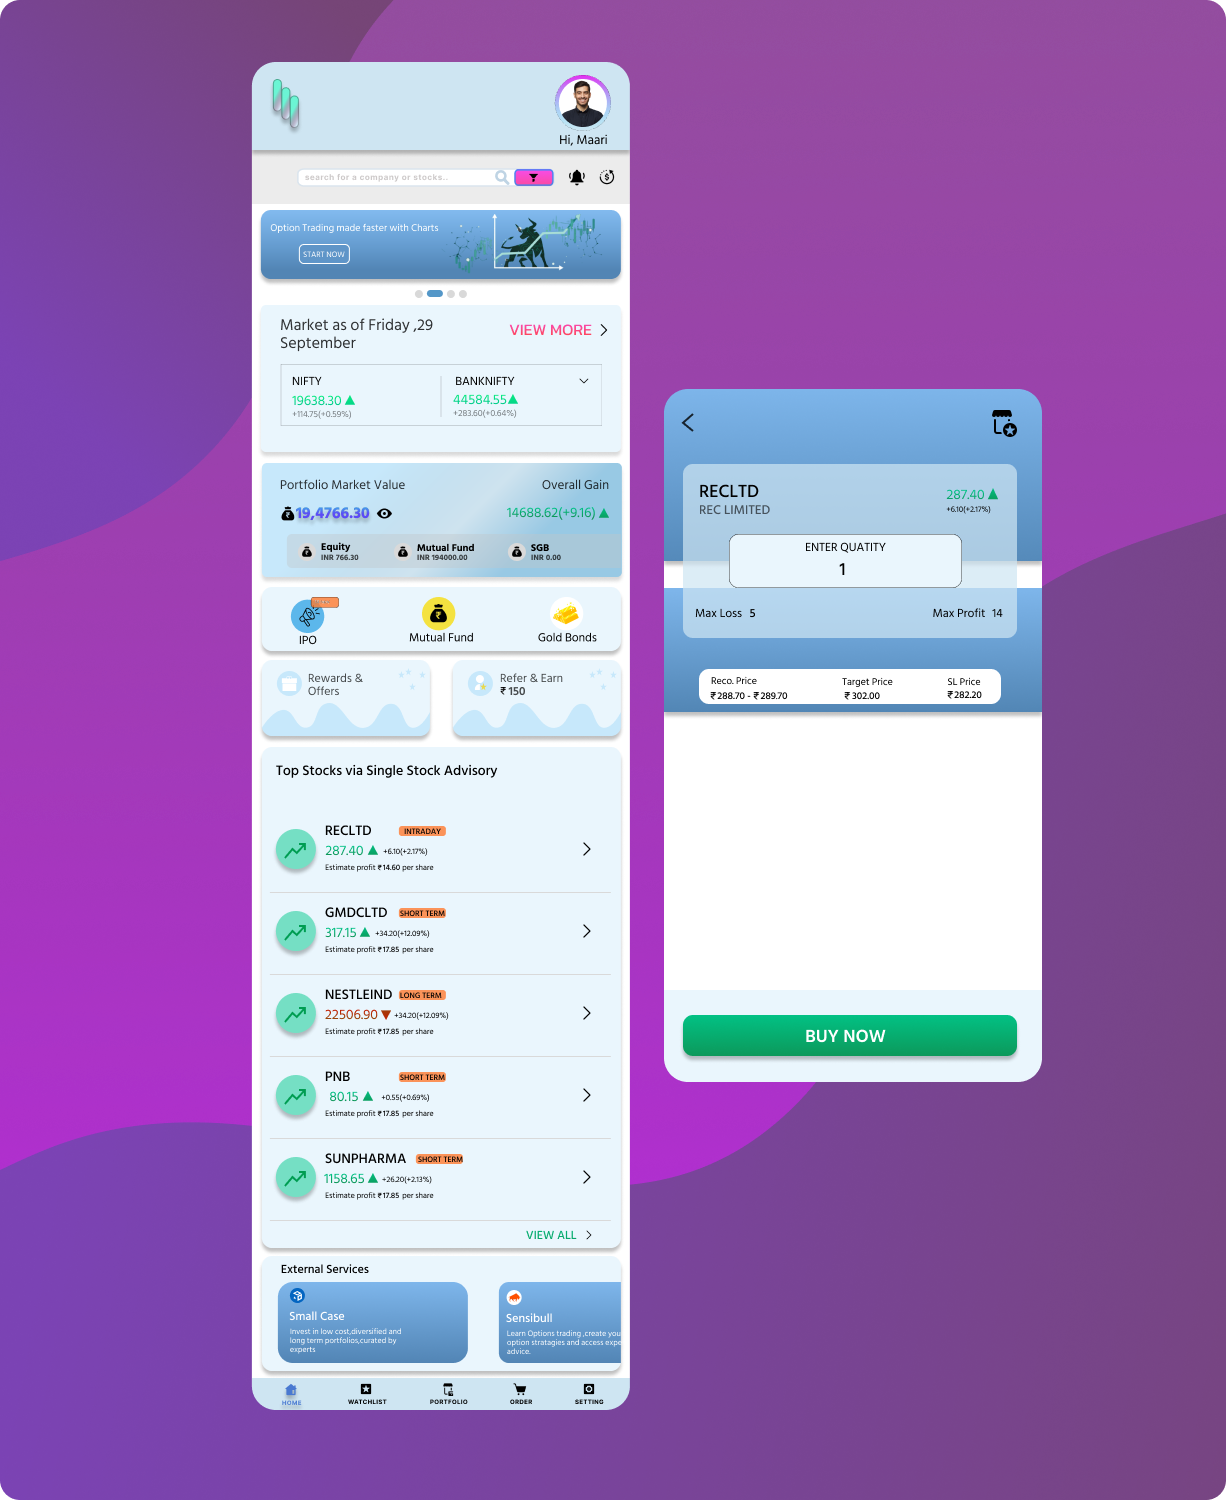 Hi, Maari
search for a company or stocks..
Option Trading made faster with Charts
START NOW
Market as of Friday ,29
September
VIEW MORE
NIFTY
19638.30
+114.75(+0.59%)
BANKNIFTY
44584.55
+283.60(+0.64%)
Portfolio Market Value
Overall Gain
19,4766.30
14688.62(+9.16)
Equity
INR 766.30
Mutual Fund
INR 194000.00
SGB
INR 0.00
IPO
Mutual Fund
Gold Bonds
Rewards &
Offers
Refer & Earn
₹ 150
Top Stocks via Single Stock Advisory
RECLTD
INTRADAY
287.40
+6.10(+2.17%)
Estimate profit ₹14.60 per share
GMDCLTD
SHORT TERM
317.15
+34.20(+12.09%)
Estimate profit ₹17.85 per share
NESTLEIND
LONG TERM
22506.90
+34.20(+12.09%)
Estimate profit ₹17.85 per share
PNB
SHORT TERM
80.15
+0.55(+0.69%)
Estimate profit ₹17.85 per share
SUNPHARMA
SHORT TERM
1158.65
+26.20(+2.13%)
Estimate profit ₹17.85 per share
VIEW ALL
External Services
Small Case
Invest in low cost,diversified and
long term portfolios,curated by
experts
Sensibull
Learn Options trading ,create you
option stratagies and access expe
advice.
HOME
WATCHLIST
PORTFOLIO
ORDER
SETTING
RECLTD
REC LIMITED
287.40
+6.10(+2.17%)
ENTER QUATITY
1
Max Loss 5
Max Profit 14
Reco. Price
₹288.70 - ₹289.70
Target Price
₹302.00
SL Price
₹282.20
BUY NOW